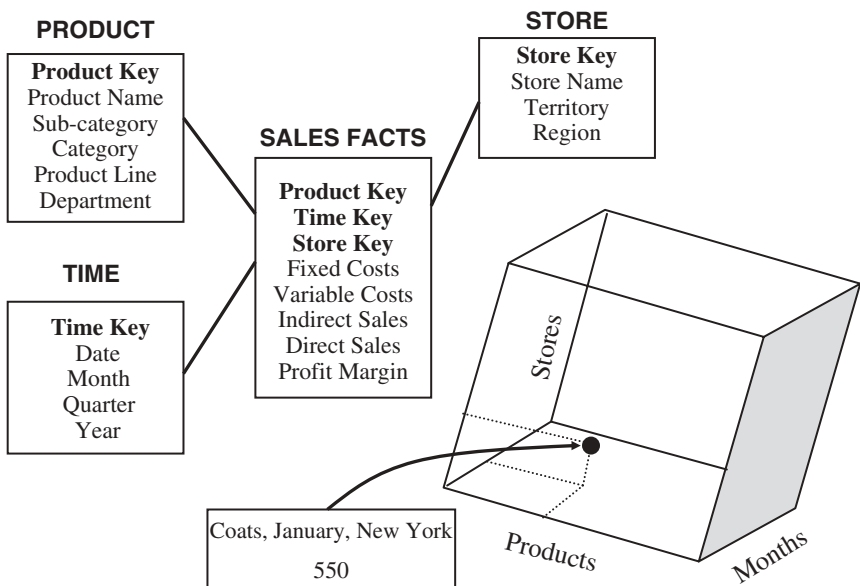 PRODUCT
Product Key
Product Name
Sub-category
Category
Product Line
Department
STORE
Store Key
Store Name
Territory
Region
SALES FACTS
Product Key
Time Key
Store Key
Fixed Costs
Variable Costs
Indirect Sales
Direct Sales
Profit Margin
TIME
Time Key
Date
Month
Quarter
Year
Stores
Products
Months
Coats, January, New York
550